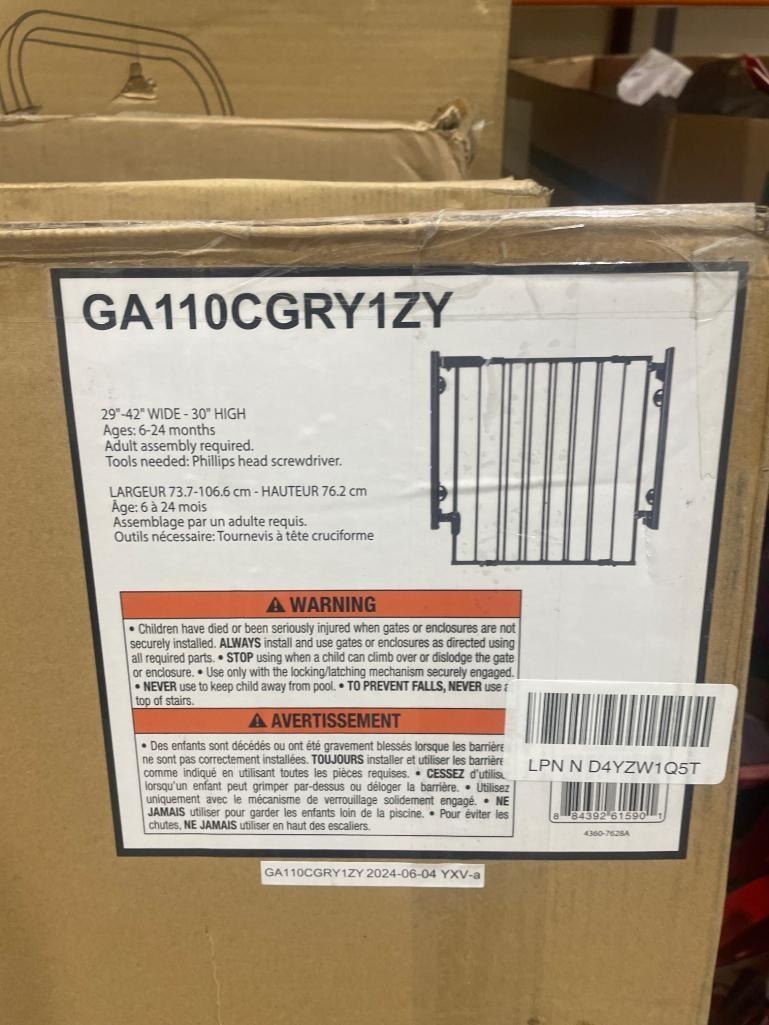 GA110CGRY1ZY
29"-42" WIDE - 30" HIGH
Ages: 6-24 months
Adult assembly required.
Tools needed: Phillips head screwdriver.
LARGEUR 73.7-106.6 cm - HAUTEUR 76.2 cm
Âge: 6 à 24 mois
Assemblage par un adulte requis.
Outils nécessaire: Tournevis à tête cruciforme
WARNING
• Children have died or been seriously injured when gates or enclosures are not
securely installed. ALWAYS install and use gates or enclosures as directed using
all required parts. • STOP using when a child can climb over or dislodge the gate
or enclosure. • Use only with the locking/latching mechanism securely engaged.
• NEVER use to keep child away from pool. • TO PREVENT FALLS, NEVER use
top of stairs.
AVERTISSEMENT
• Des enfants sont décédés ou ont été gravement blessés lorsque les barrière
ne sont pas correctement installées. TOUJOURS installer et utiliser les barrière
comme indiqué en utilisant toutes les pièces requises. • CESSEZ d'utilis
lorsqu'un enfant peut grimper par-dessus ou déloger la barrière. • Utilisez
uniquement avec le mécanisme de verrouillage solidement engagé. • NE
JAMAIS utiliser pour garder les enfants loin de la piscine. • Pour éviter les
chutes, NE JAMAIS utiliser en haut des escaliers.
LPN N D4YZW1Q5T
8 84392 61590 1
4360-7628A
GA110CGRY1ZY 2024-06-04 YXV-a